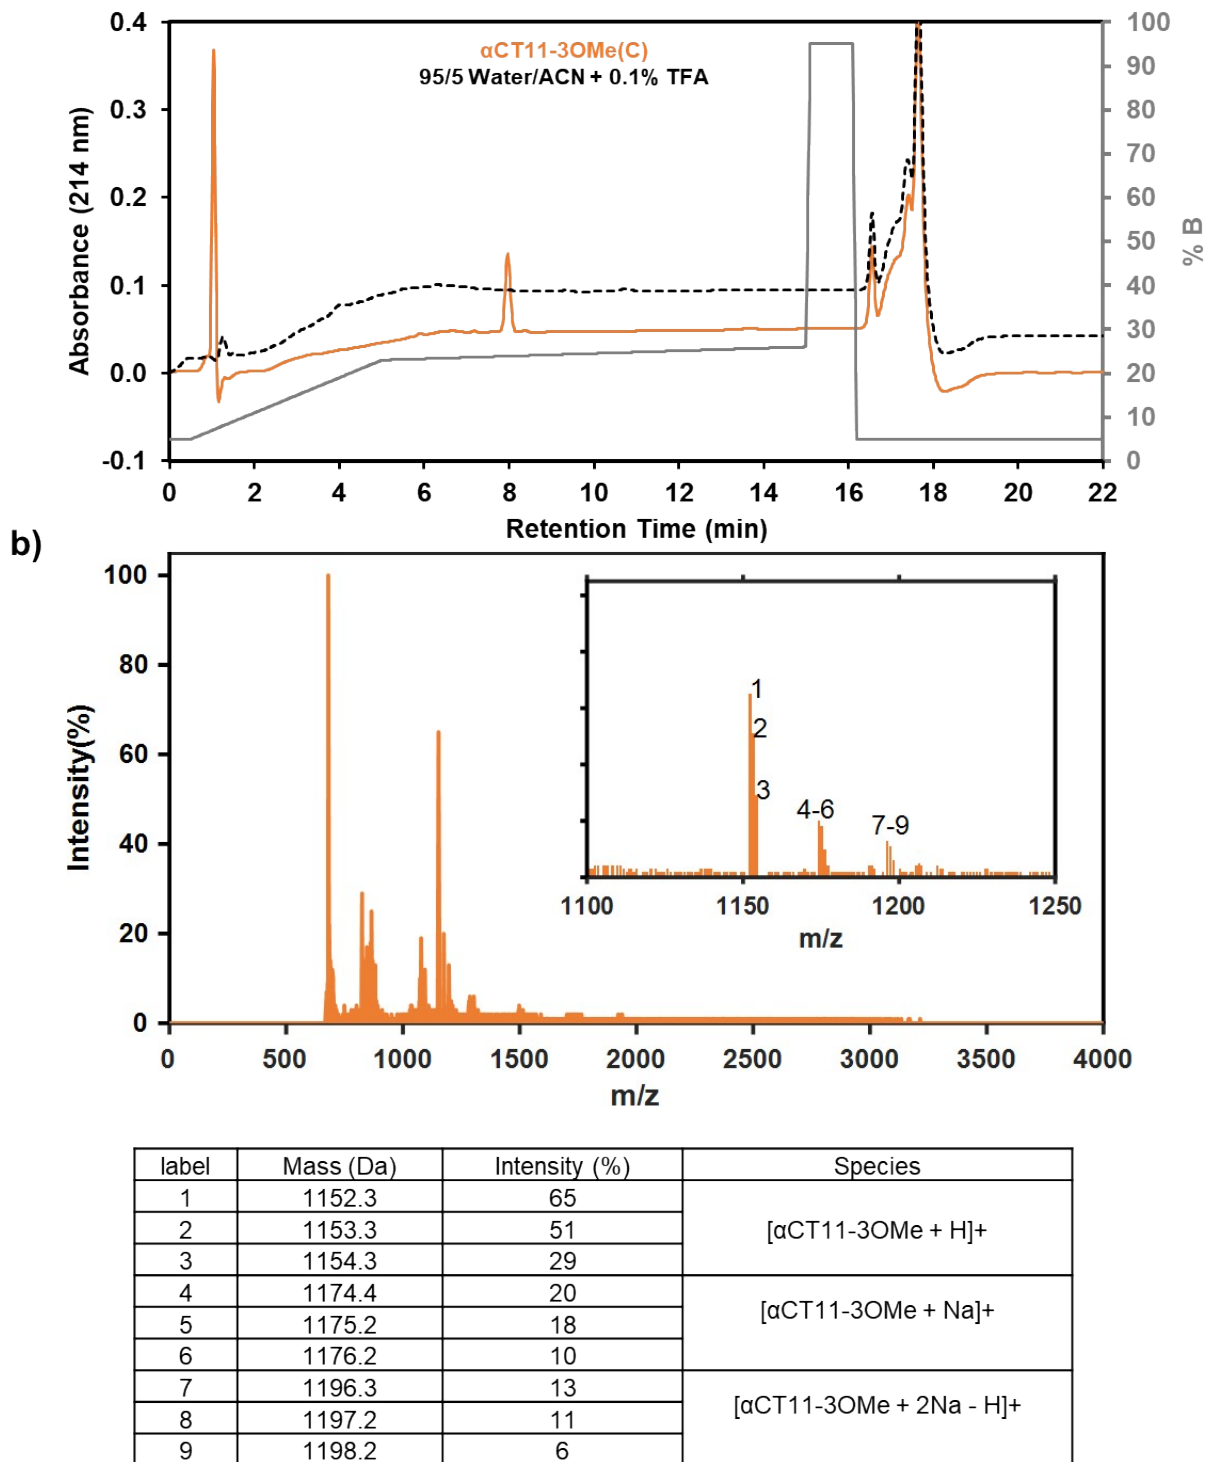 αCT11-3OMe(C)
95/5 Water/ACN + 0.1% TFA
Absorbance (214 nm)
0.4
0.3
0.2
0.1
0.0
-0.1
100
90
80
70
60
50
40
30
20
10
0
% B
0 2 4 6 8 10 12 14 16 18 20 22
Retention Time (min)
b)
Intensity(%)
100
80
60
40
20
0
1
2
3
4-6
7-9
1100 1150 1200 1250
m/z
0 500 1000 1500 2000 2500 3000 3500 4000
m/z
label Mass (Da) Intensity (%) Species
1 1152.3 65
2 1153.3 51 [αCT11-3OMe + H]+
3 1154.3 29
4 1174.4 20
5 1175.2 18 [αCT11-3OMe + Na]+
6 1176.2 10
7 1196.3 13
8 1197.2 11 [αCT11-3OMe + 2Na - H]+
9 1198.2 6